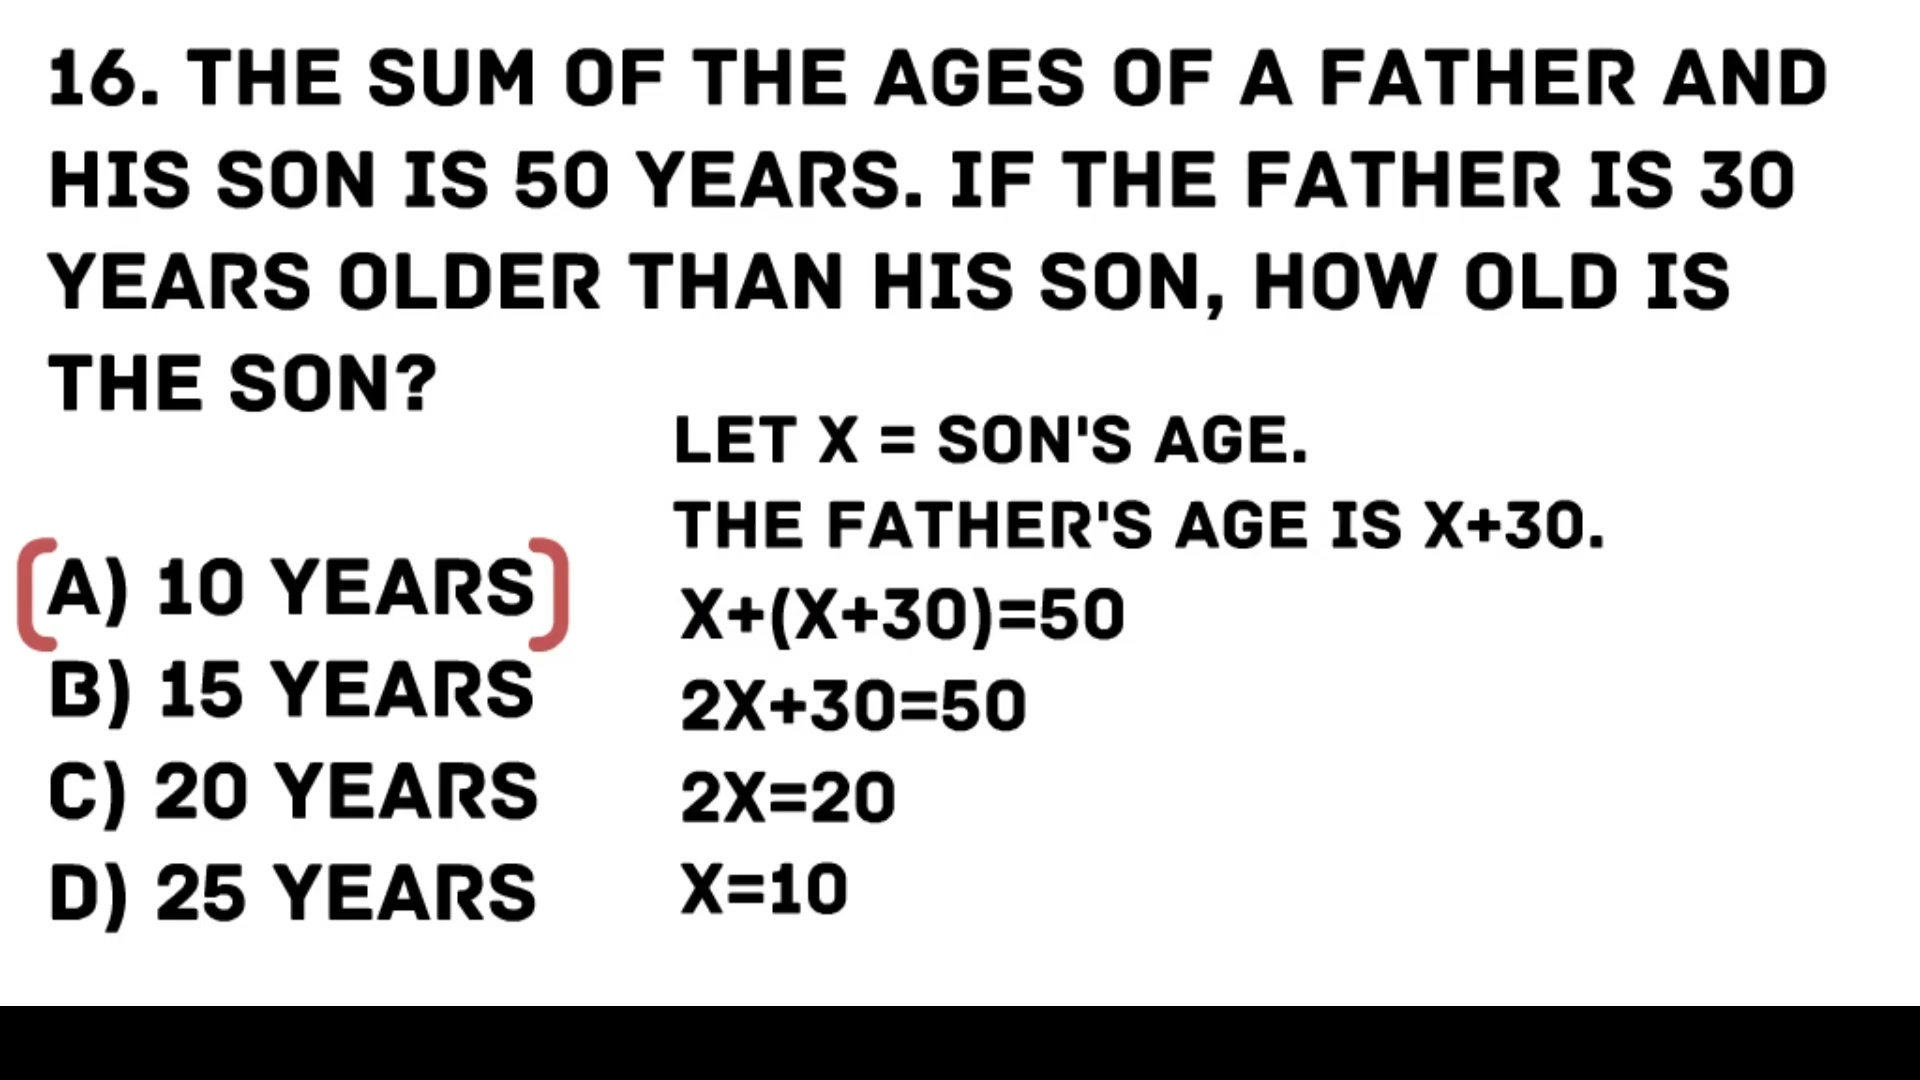 16. THE SUM OF THE AGES OF A FATHER AND
HIS SON IS 50 YEARS. IF THE FATHER IS 30
YEARS OLDER THAN HIS SON, HOW OLD IS
THE SON?
A) 10 YEARS
B) 15 YEARS
C) 20 YEARS
D) 25 YEARS
LET X = SON'S AGE.
THE FATHER'S AGE IS X+30.
X+(X+30)=50
2X+30=50
2X=20
X=10